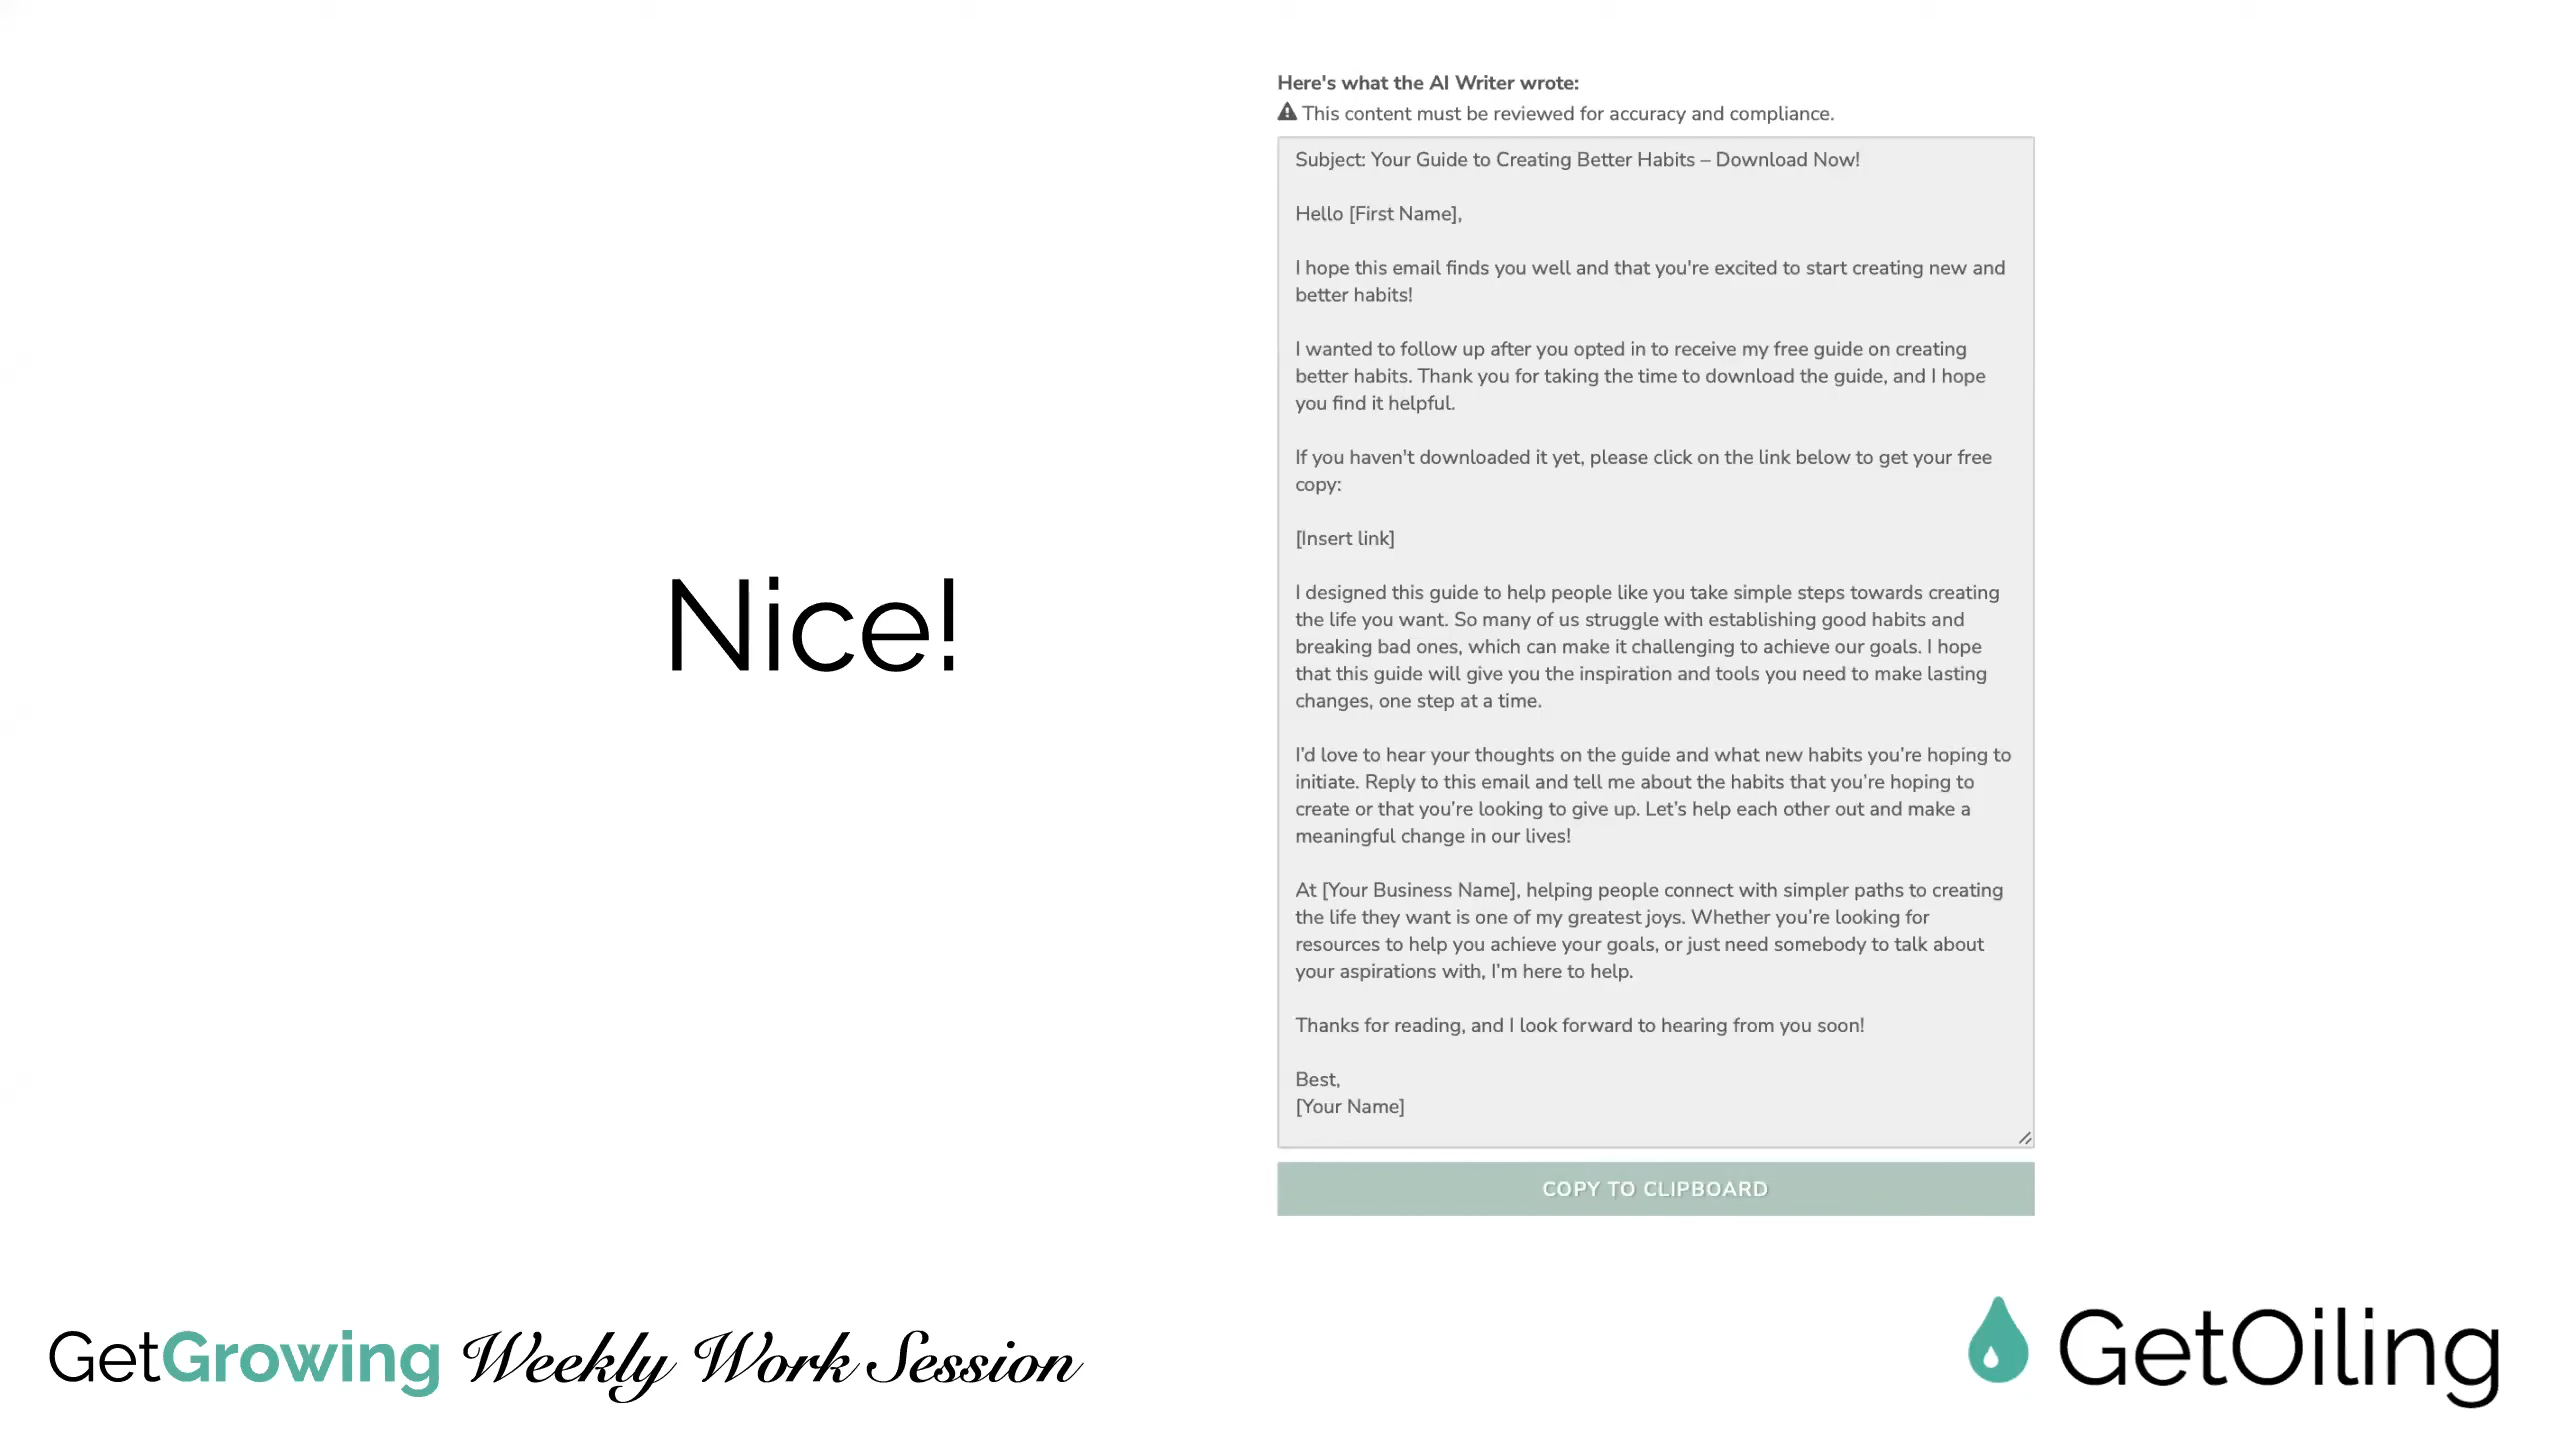 Nice!
Here's what the AI Writer wrote:
This content must be reviewed for accuracy and compliance.
Subject: Your Guide to Creating Better Habits – Download Now!
Hello [First Name],
I hope this email finds you well and that you're excited to start creating new and
better habits!
I wanted to follow up after you opted in to receive my free guide on creating
better habits. Thank you for taking the time to download the guide, and I hope
you find it helpful.
If you haven't downloaded it yet, please click on the link below to get your free
copy:
[Insert link]
I designed this guide to help people like you take simple steps towards creating
the life you want. So many of us struggle with establishing good habits and
breaking bad ones, which can make it challenging to achieve our goals. I hope
that this guide will give you the inspiration and tools you need to make lasting
changes, one step at a time.
I’d love to hear your thoughts on the guide and what new habits you’re hoping to
initiate. Reply to this email and tell me about the habits that you’re hoping to
create or that you’re looking to give up. Let’s help each other out and make a
meaningful change in our lives!
At [Your Business Name], helping people connect with simpler paths to creating
the life they want is one of my greatest joys. Whether you’re looking for
resources to help you achieve your goals, or just need somebody to talk about
your aspirations with, I’m here to help.
Thanks for reading, and I look forward to hearing from you soon!
Best,
[Your Name]
COPY TO CLIPBOARD
GetGrowing Weekly Work Session
GetOiling